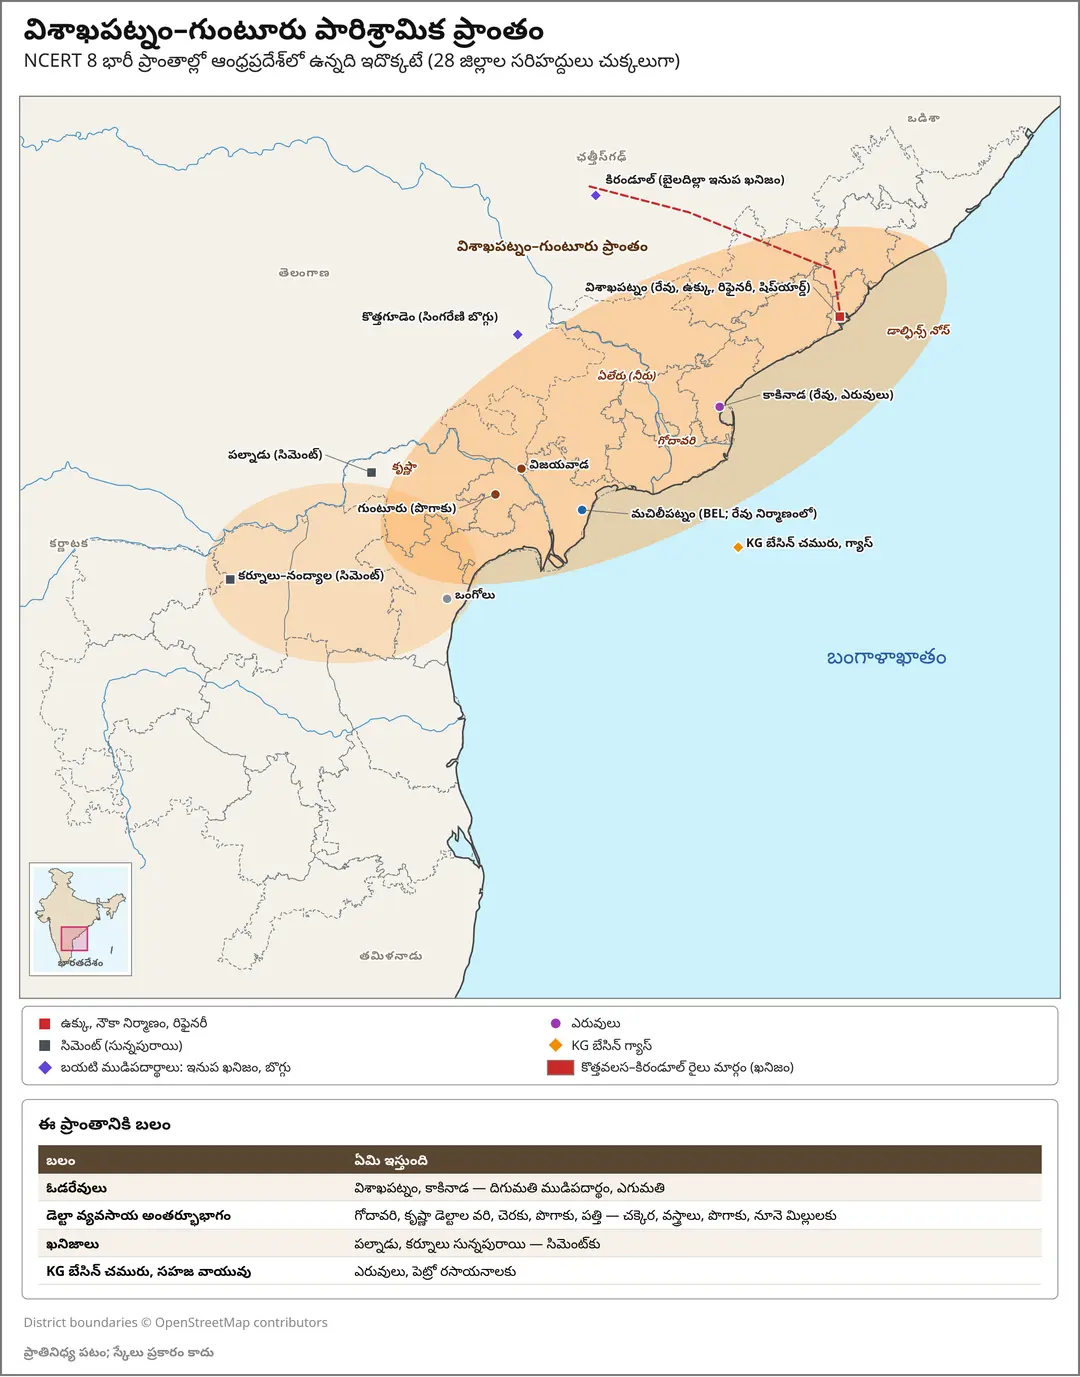 విశాఖపట్నం–గుంటూరు పారిశ్రామిక ప్రాంతం
NCERT 8 భారీ ప్రాంతాల్లో ఆంధ్రప్రదేశ్‌లో ఉన్నది ఇదొక్కటే (28 జిల్లాల సరిహద్దులు చుక్కలుగా)
ఒడిశా
ఛత్తీస్‌గఢ్
కిరండూల్ (బైలదిల్లా ఇనుప ఖనిజం)
విశాఖపట్నం–గుంటూరు ప్రాంతం
తెలంగాణ
విశాఖపట్నం (రేవు, ఉక్కు, రిఫైనరీ, షిప్‌యార్డ్)
కొత్తగూడెం (సింగరేణి బొగ్గు)
డాల్ఫిన్స్ నోస్
ఏలేరు (నీరు)
కాకినాడ (రేవు, ఎరువులు)
గోదావరి
పల్నాడు (సిమెంట్)
కృష్ణా
విజయవాడ
గుంటూరు (పొగాకు)
మచిలీపట్నం (BEL; రేవు నిర్మాణంలో)
కర్ణాటక
KG బేసిన్ చమురు, గ్యాస్
కర్నూలు–నంద్యాల (సిమెంట్)
ఒంగోలు
బంగాళాఖాతం
తమిళనాడు
భారతదేశం
ఉక్కు, నౌకా నిర్మాణం, రిఫైనరీ
ఎరువులు
సిమెంట్ (సున్నపురాయి)
KG బేసిన్ గ్యాస్
బయటి ముడిపదార్థాలు: ఇనుప ఖనిజం, బొగ్గు
కొత్తవలస–కిరండూల్ రైలు మార్గం (ఖనిజం)
ఈ ప్రాంతానికి బలం
బలం ఏమి ఇస్తుంది
ఓడరేవులు విశాఖపట్నం, కాకినాడ — దిగుమతి ముడిపదార్థం, ఎగుమతి
డెల్టా వ్యవసాయ అంతర్భూభాగం గోదావరి, కృష్ణా డెల్టాల వరి, చెరకు, పొగాకు, పత్తి — చక్కెర, వస్త్రాలు, పొగాకు, నూనె మిల్లులకు
ఖనిజాలు పల్నాడు, కర్నూలు సున్నపురాయి — సిమెంట్‌కు
KG బేసిన్ చమురు, సహజ వాయువు ఎరువులు, పెట్రో రసాయనాలకు
District boundaries © OpenStreetMap contributors
ప్రాతినిధ్య పటం; స్కేలు ప్రకారం కాదు